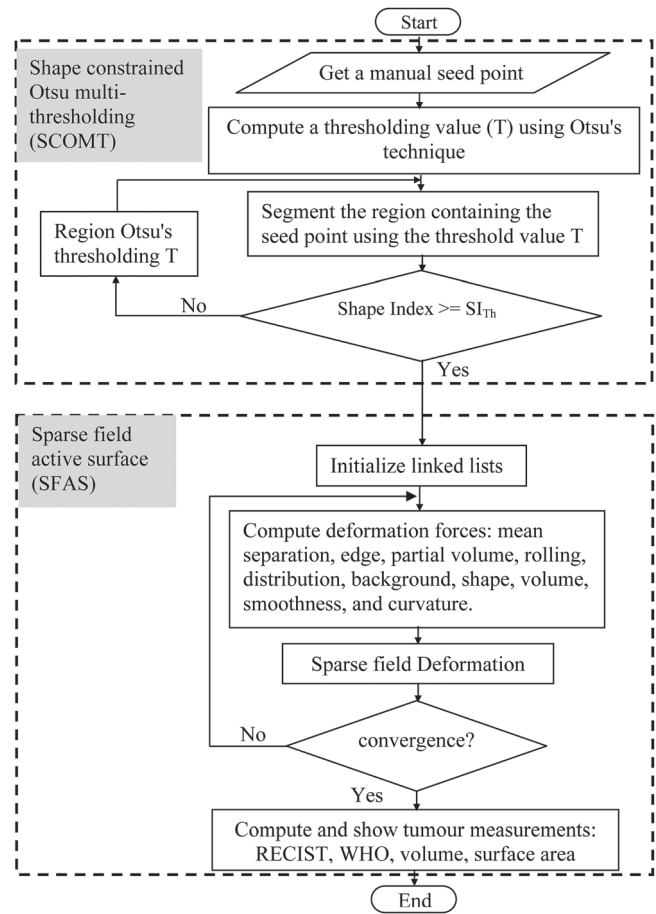 Start
Shape constrained
Otsu multi-
thresholding
(SCOMT)
Get a manual seed point
Compute a thresholding value (T) using Otsu's
technique
Region Otsu's
thresholding T
Segment the region containing the
seed point using the threshold value T
No
Shape Index >= SITh
Yes
Sparse field
active surface
(SFAS)
Initialize linked lists
Compute deformation forces: mean
separation, edge, partial volume, rolling,
distribution, background, shape, volume,
smoothness, and curvature.
Sparse field Deformation
No
convergence?
Yes
Compute and show tumour measurements:
RECIST, WHO, volume, surface area
End